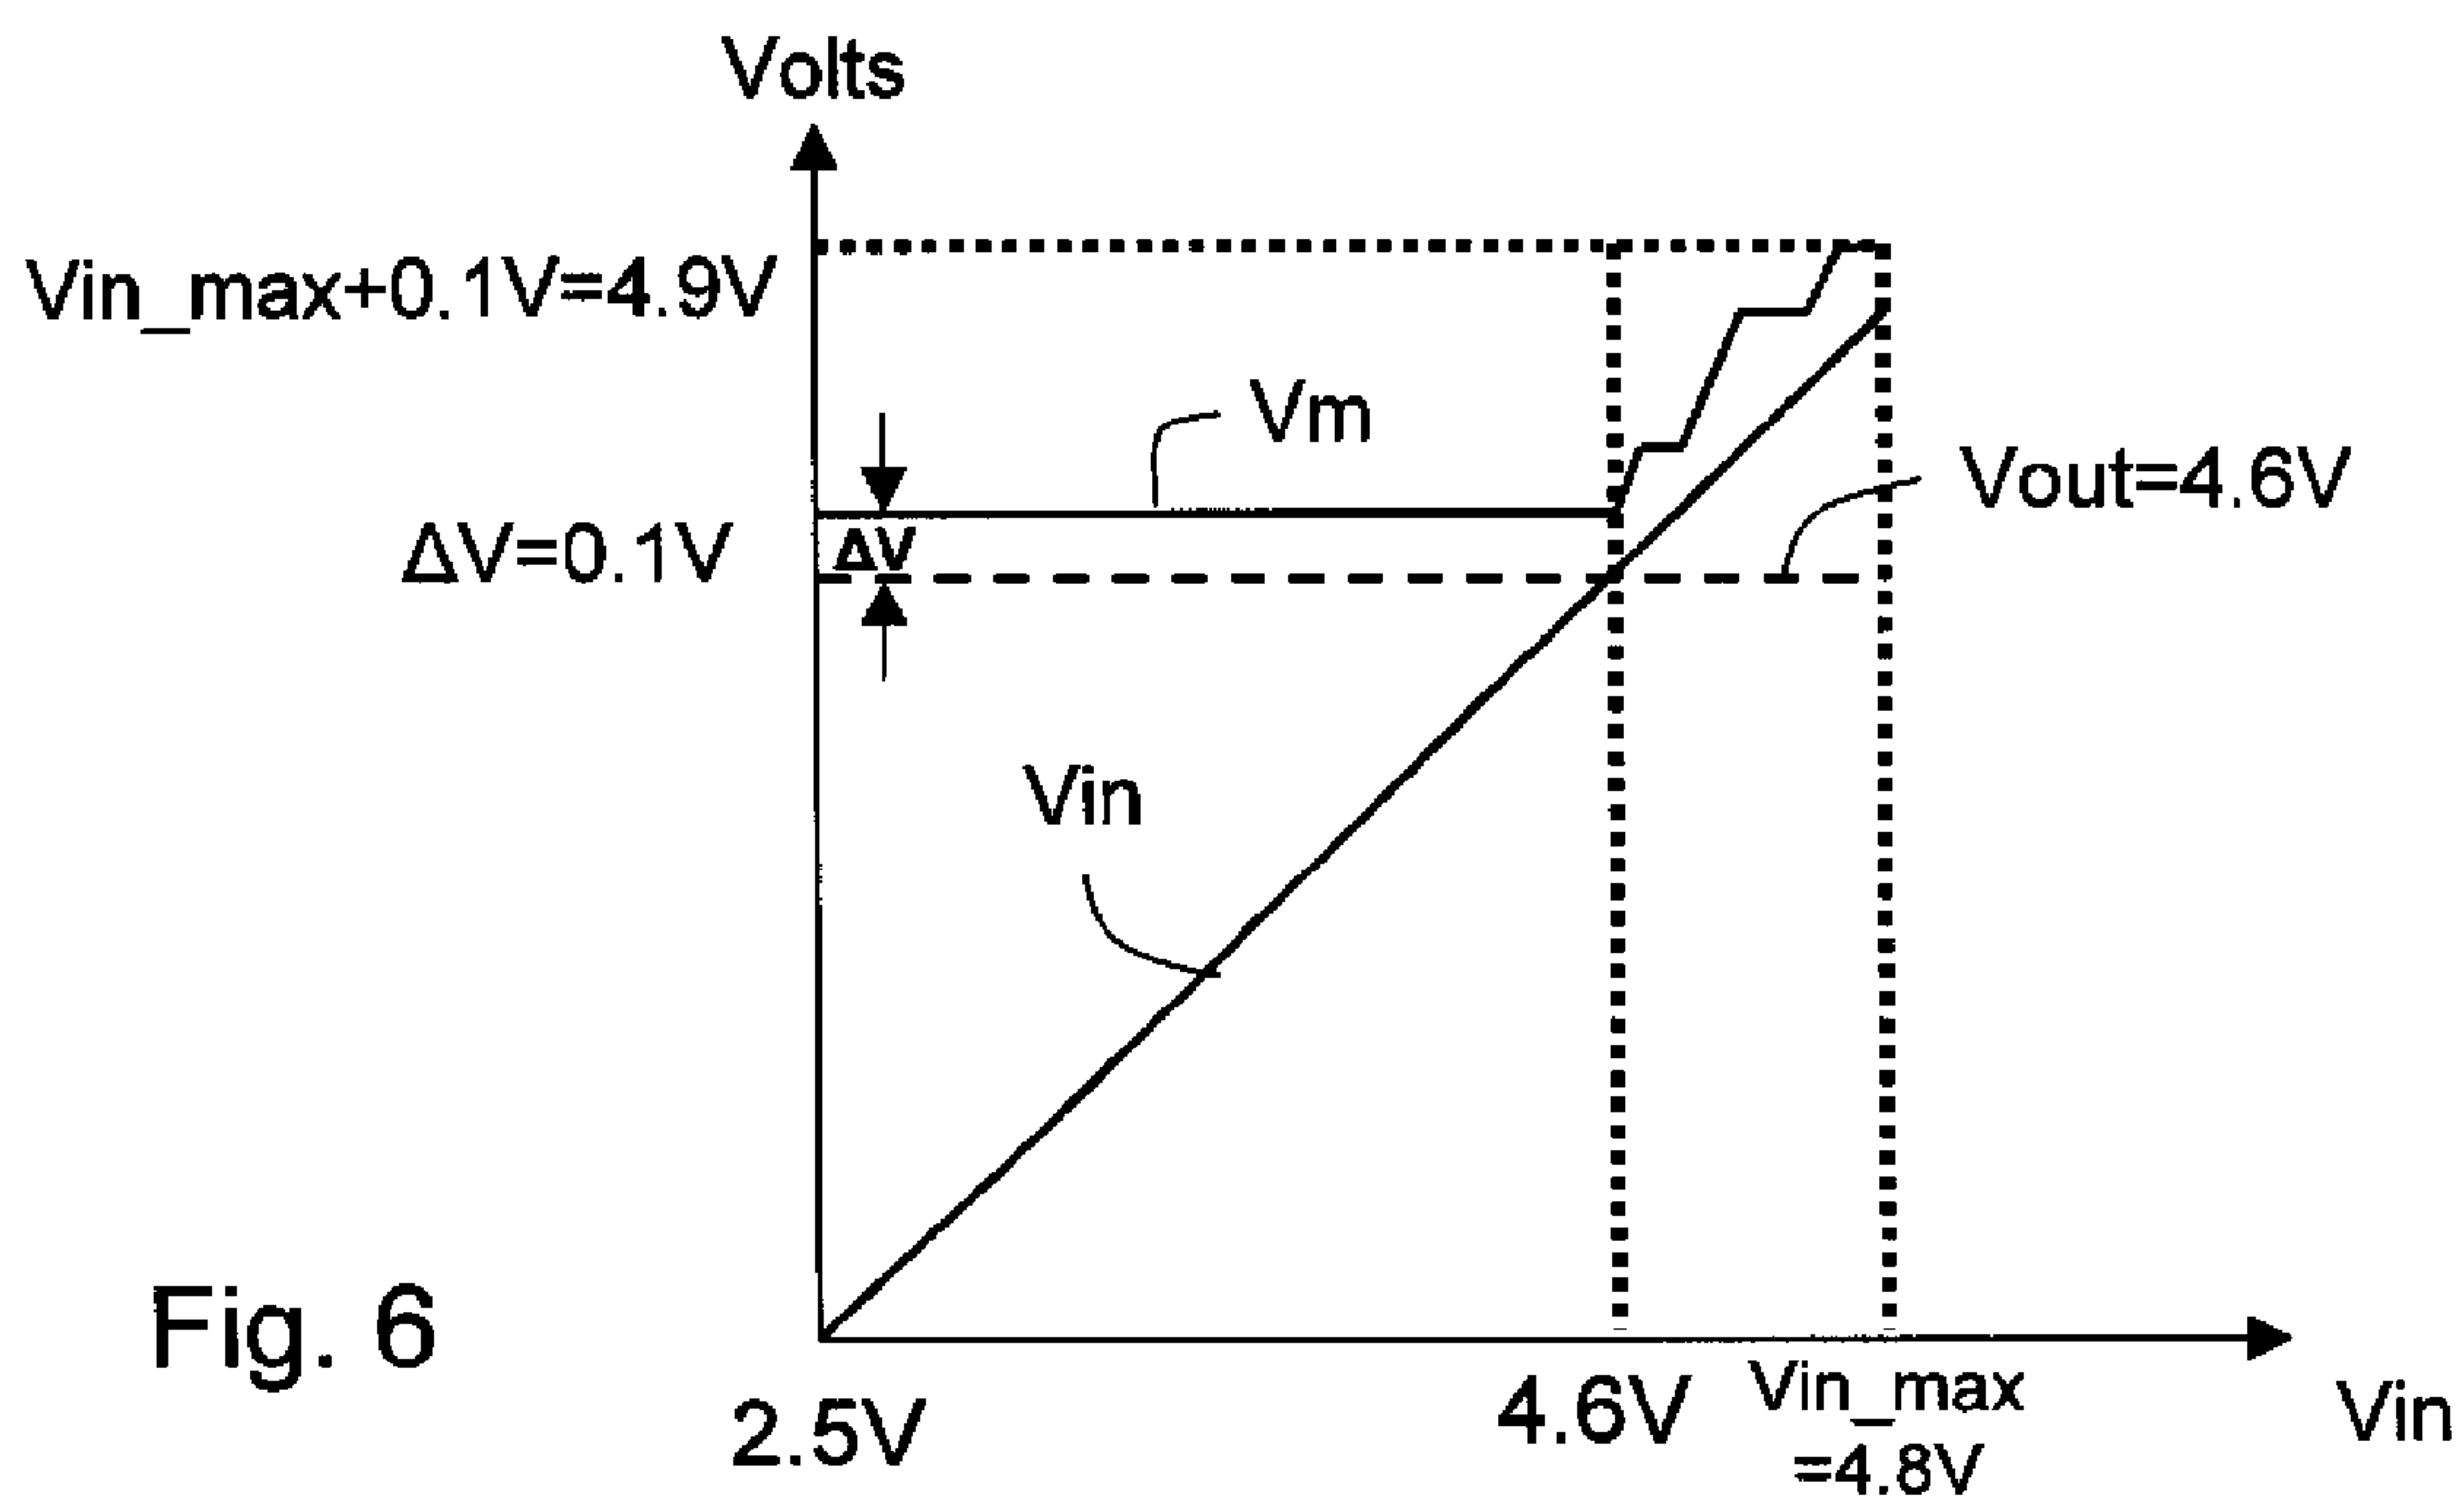 Volts
Vin_max+0.1V=4.9V
Vm
Vout=4.6V
ΔV=0.1V
ΔV
Vin
Fig. 6
2.5V
4.6V
Vin_max
=4.8V
Vin